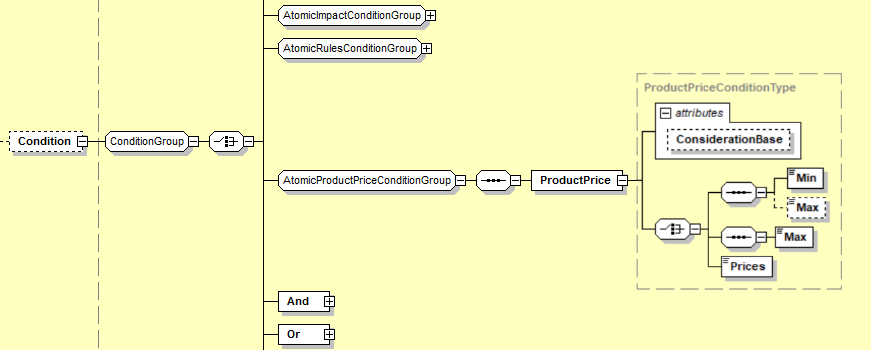 AtomicImpactConditionGroup
AtomicRulesConditionGroup
ProductPriceConditionType
attributes
ConsiderationBase
Condition
ConditionGroup
AtomicProductPriceConditionGroup
ProductPrice
Min
Max
Max
Prices
And
Or